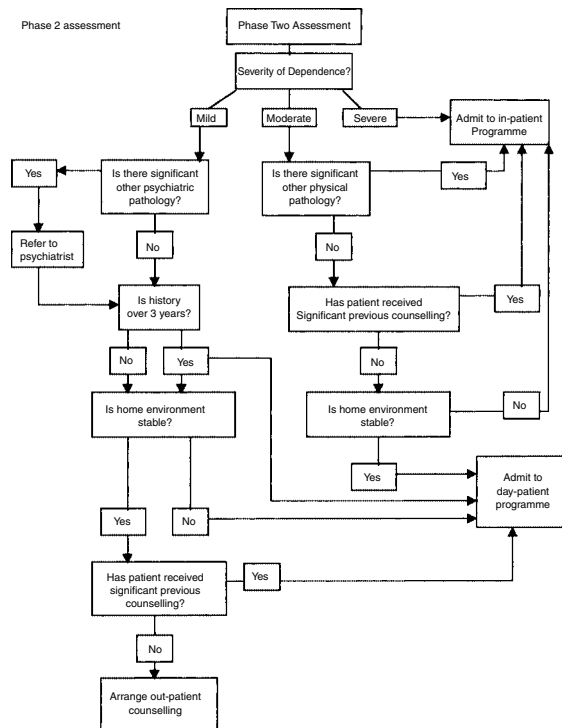 Phase 2 assessment
Phase Two Assessment
Severity of Dependence?
Mild
Moderate
Severe
Admit to in-patient
Programme
Yes
Is there significant
other psychiatric
pathology?
Is there significant
other physical
pathology?
Yes
No
No
Refer to
psychiatrist
Is history
over 3 years?
Has patient received
Significant previous counselling?
Yes
No
Yes
No
Is home environment
stable?
Is home environment
stable?
No
Yes
Admit to
day-patient
programme
Yes
No
Has patient received
significant previous
counselling?
Yes
No
Arrange out-patient
counselling